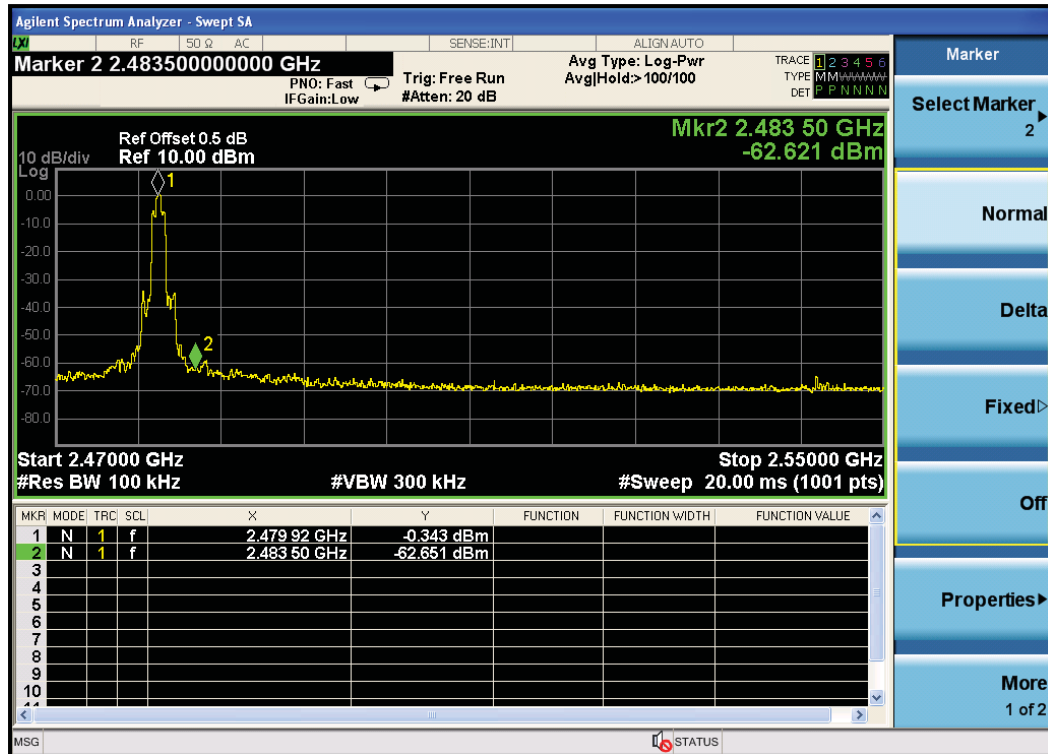 Agilent Spectrum Analyzer - Swept SA
LXI RF 50 Ω AC SENSE:INT ALIGN AUTO
Marker 2 2.483500000000 GHz
PNO: Fast
IFGain:Low
Trig: Free Run
#Atten: 20 dB
Avg Type: Log-Pwr
Avg|Hold:>100/100
TRACE 1 2 3 4 5 6
TYPE MMWWWW
DET P P N N N N
Marker
Select Marker
2
Normal
Delta
Fixed
Off
Properties
More
1 of 2
Mkr2 2.483 50 GHz
-62.621 dBm
Ref Offset 0.5 dB
10 dB/div Ref 10.00 dBm
Log
1
0.00
-10.0
-20.0
-30.0
-40.0
-50.0
2
-60.0
-70.0
-80.0
Start 2.47000 GHz Stop 2.55000 GHz
#Res BW 100 kHz #VBW 300 kHz #Sweep 20.00 ms (1001 pts)
MKR MODE TRC SCL X Y FUNCTION FUNCTION WIDTH FUNCTION VALUE
1 N 1 f 2.479 92 GHz -0.343 dBm
2 N 1 f 2.483 50 GHz -62.651 dBm
3
4
5
6
7
8
9
10
MSG STATUS